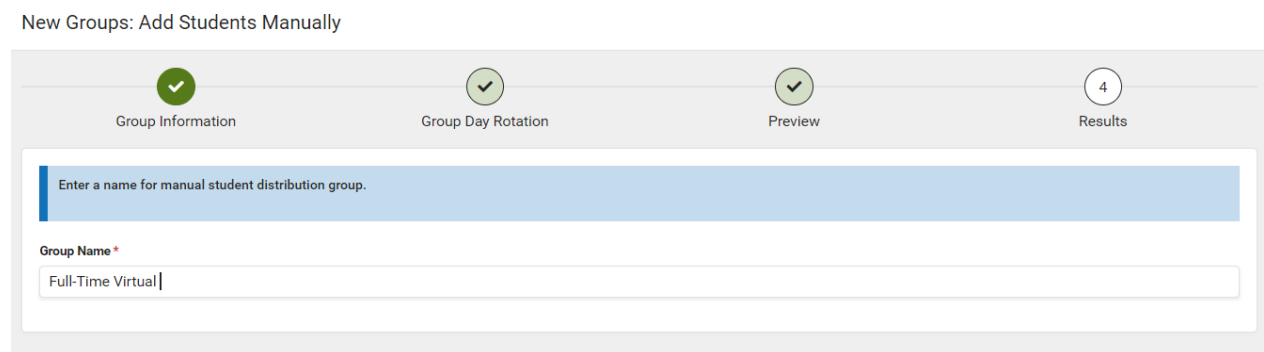 New Groups: Add Students Manually
4
Group Information
Group Day Rotation
Preview
Results
Enter a name for manual student distribution group.
Group Name *
Full-Time Virtual